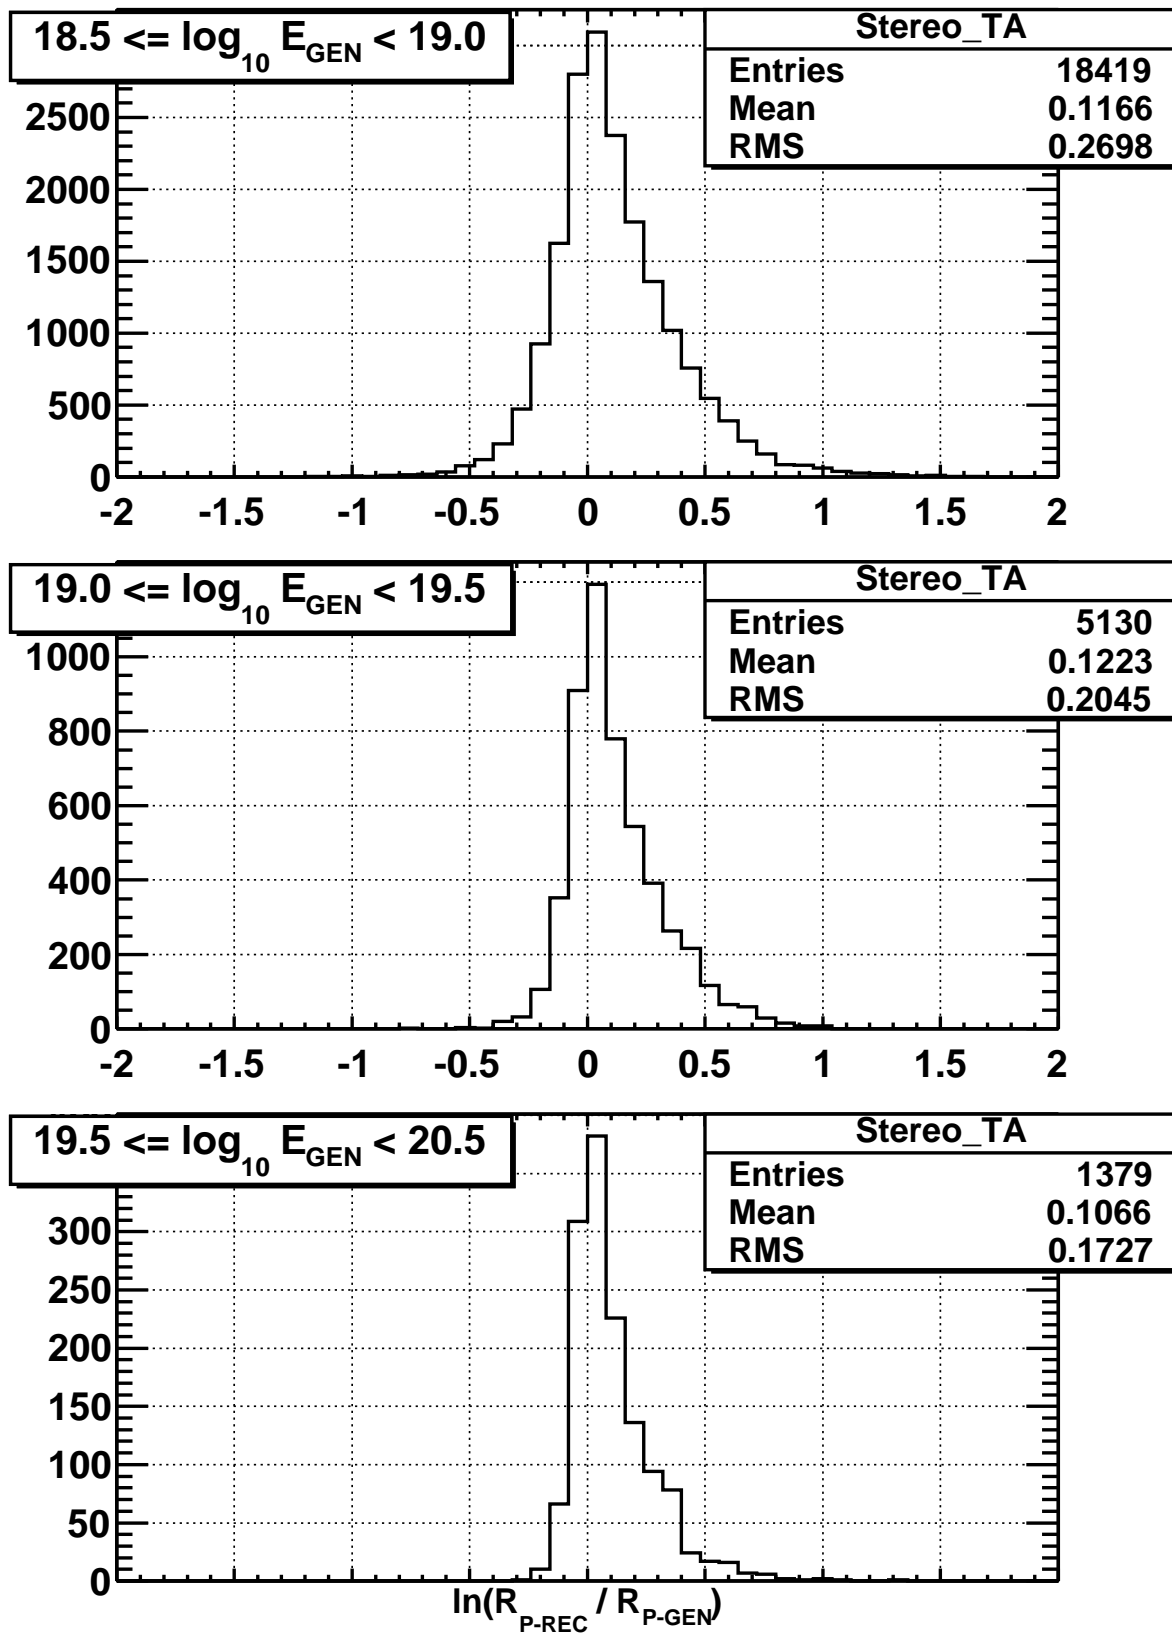 18.5 <= log10 EGEN < 19.0
Stereo_TA
Entries 18419
Mean 0.1166
RMS 0.2698
2500
2000
1500
1000
500
0
-2 -1.5 -1 -0.5 0 0.5 1 1.5 2
19.0 <= log10 EGEN < 19.5
Stereo_TA
Entries 5130
Mean 0.1223
RMS 0.2045
1000
800
600
400
200
0
-2 -1.5 -1 -0.5 0 0.5 1 1.5 2
19.5 <= log10 EGEN < 20.5
Stereo_TA
Entries 1379
Mean 0.1066
RMS 0.1727
300
250
200
150
100
50
0
ln(RP-REC / RP-GEN)